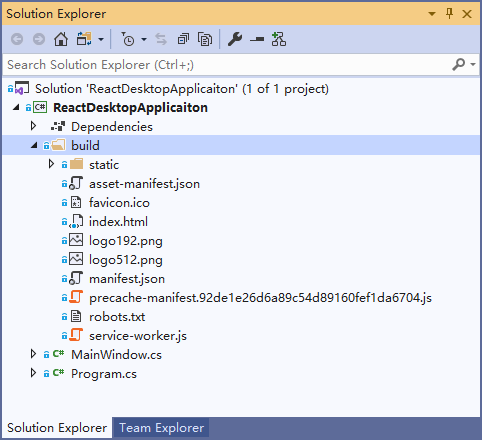 Solution Explorer
Search Solution Explorer (Ctrl+;)
Solution 'ReactDesktopApplicaiton' (1 of 1 project)
C# ReactDesktopApplicaiton
Dependencies
build
static
asset-manifest.json
favicon.ico
index.html
logo192.png
logo512.png
manifest.json
precache-manifest.92de1e26d6a89c54d89160fef1da6704.js
robots.txt
service-worker.js
C# MainWindow.cs
C# Program.cs
Solution Explorer Team Explorer